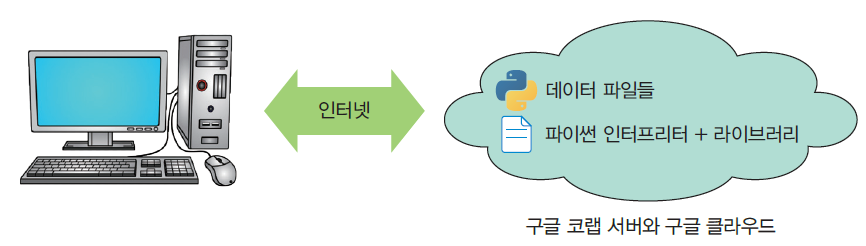 인터넷
데이터 파일들
파이썬 인터프리터 + 라이브러리
구글 코랩 서버와 구글 클라우드